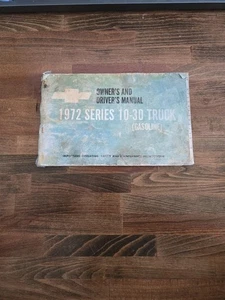 OWNER'S AND
DRIVER'S MANUAL
1972 SERIES 10-30 TRUCK
(GASOLINE)